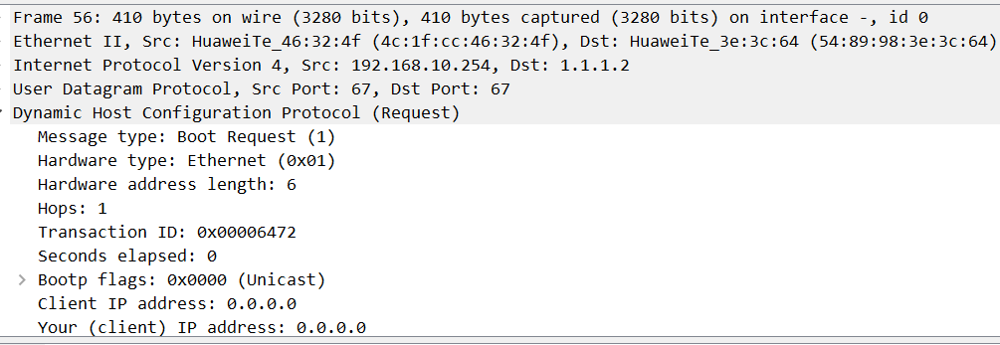 Frame 56: 410 bytes on wire (3280 bits), 410 bytes captured (3280 bits) on interface -, id 0
Ethernet II, Src: HuaweiTe_46:32:4f (4c:1f:cc:46:32:4f), Dst: HuaweiTe_3e:3c:64 (54:89:98:3e:3c:64)
Internet Protocol Version 4, Src: 192.168.10.254, Dst: 1.1.1.2
User Datagram Protocol, Src Port: 67, Dst Port: 67
Dynamic Host Configuration Protocol (Request)
Message type: Boot Request (1)
Hardware type: Ethernet (0x01)
Hardware address length: 6
Hops: 1
Transaction ID: 0x00006472
Seconds elapsed: 0
Bootp flags: 0x0000 (Unicast)
Client IP address: 0.0.0.0
Your (client) IP address: 0.0.0.0